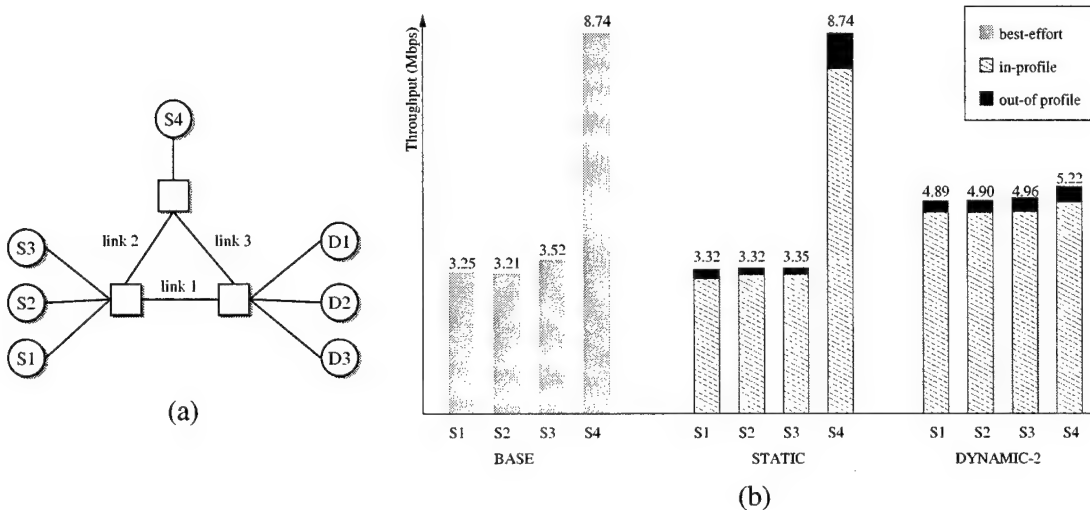 S4
link 2
link 3
S3
S2
S1
link 1
D1
D2
D3
(a)
Throughput (Mbps)
8.74
3.25
3.21
3.52
8.74
3.32
3.32
3.35
4.89
4.90
4.96
5.22
best-effort
in-profile
out-of profile
S1 S2 S3 S4
BASE
S1 S2 S3 S4
STATIC
S1 S2 S3 S4
DYNAMIC-2
(b)